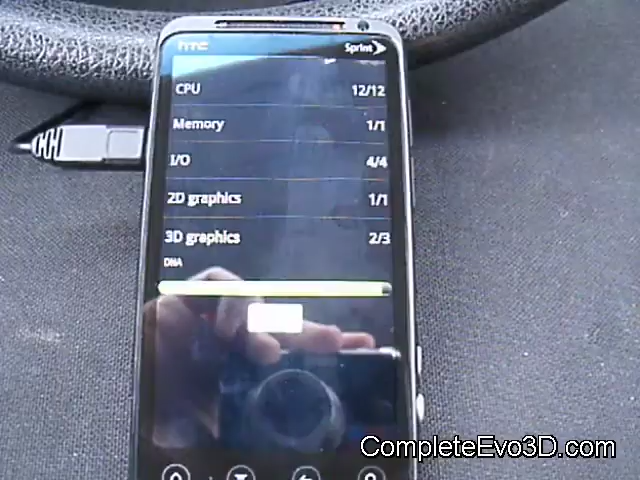 hTC Sprint
CPU 12/12
Memory 1/1
I/O 4/4
2D graphics 1/1
3D graphics 2/3
DNA
CompleteEvo3D.com